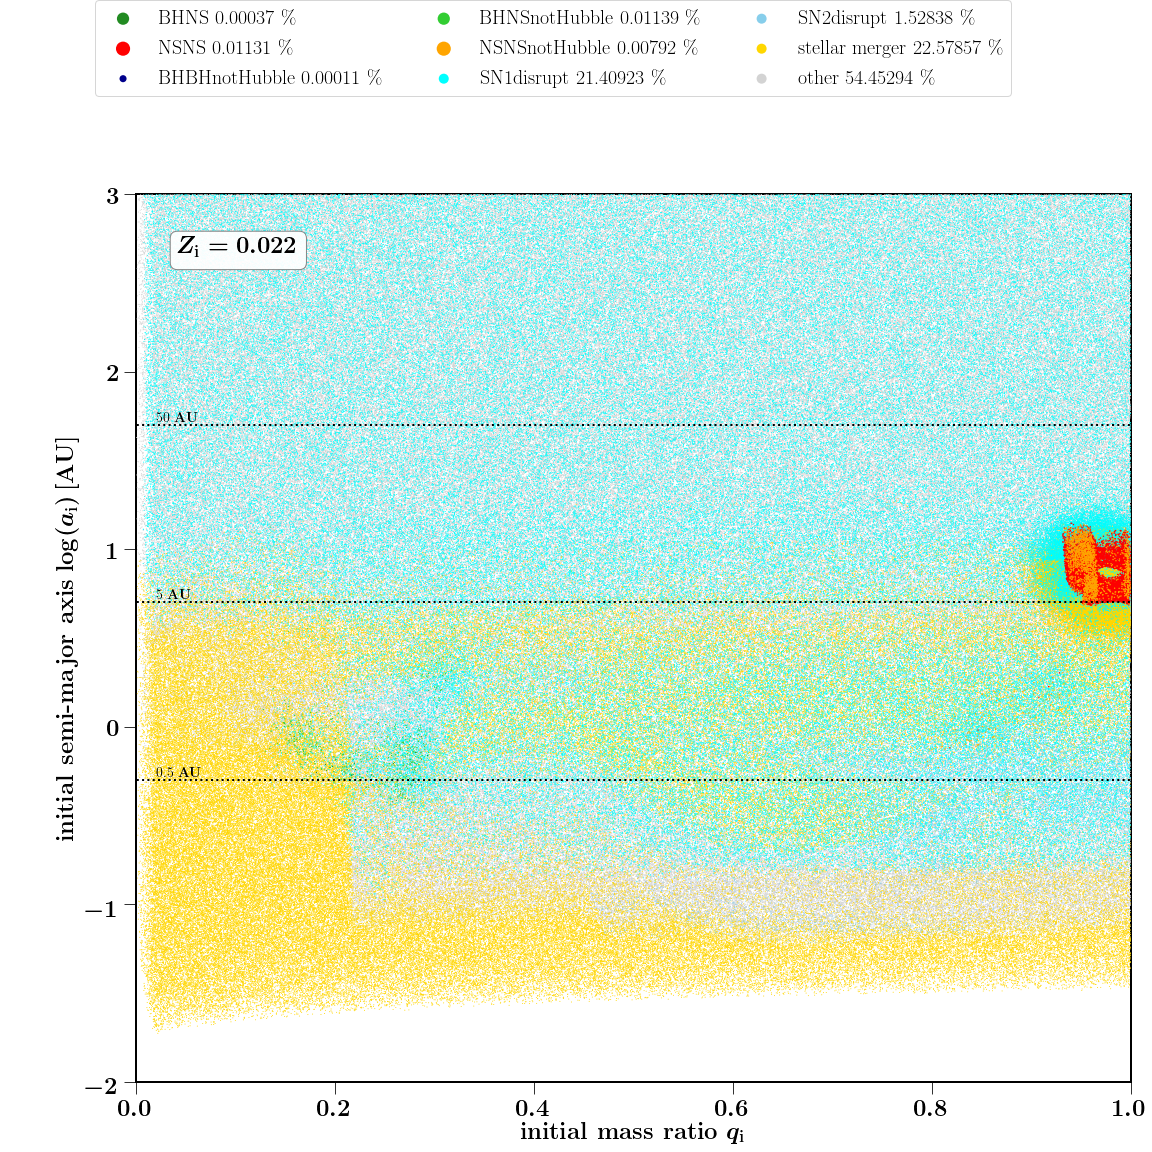 BHNS 0.00037 %
BHNSnotHubble 0.01139 %
SN2disrupt 1.52838 %
NSNS 0.01131 %
NSNSnotHubble 0.00792 %
stellar merger 22.57857 %
BHBHnotHubble 0.00011 %
SN1disrupt 21.40923 %
other 54.45294 %
3
Zi = 0.022
2
50 AU
1
5 AU
0
0.5 AU
−1
−2
initial semi-major axis log(ai) [AU]
0.0 0.2 0.4 0.6 0.8 1.0
initial mass ratio qi